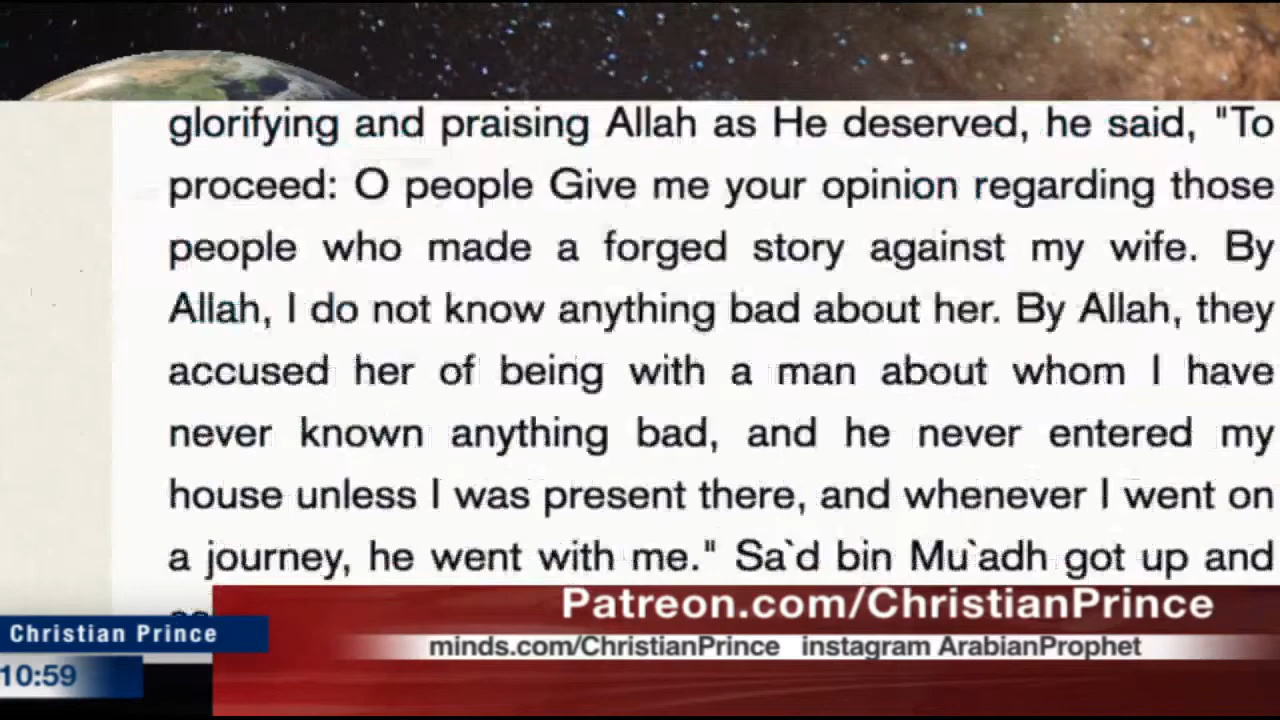 glorifying and praising Allah as He deserved, he said, "To
proceed: O people Give me your opinion regarding those
people who made a forged story against my wife. By
Allah, I do not know anything bad about her. By Allah, they
accused her of being with a man about whom I have
never known anything bad, and he never entered my
house unless I was present there, and whenever I went on
a journey, he went with me." Sa`d bin Mu`adh got up and
Patreon.com/ChristianPrince
Christian Prince
minds.com/ChristianPrince instagram ArabianProphet
10:59